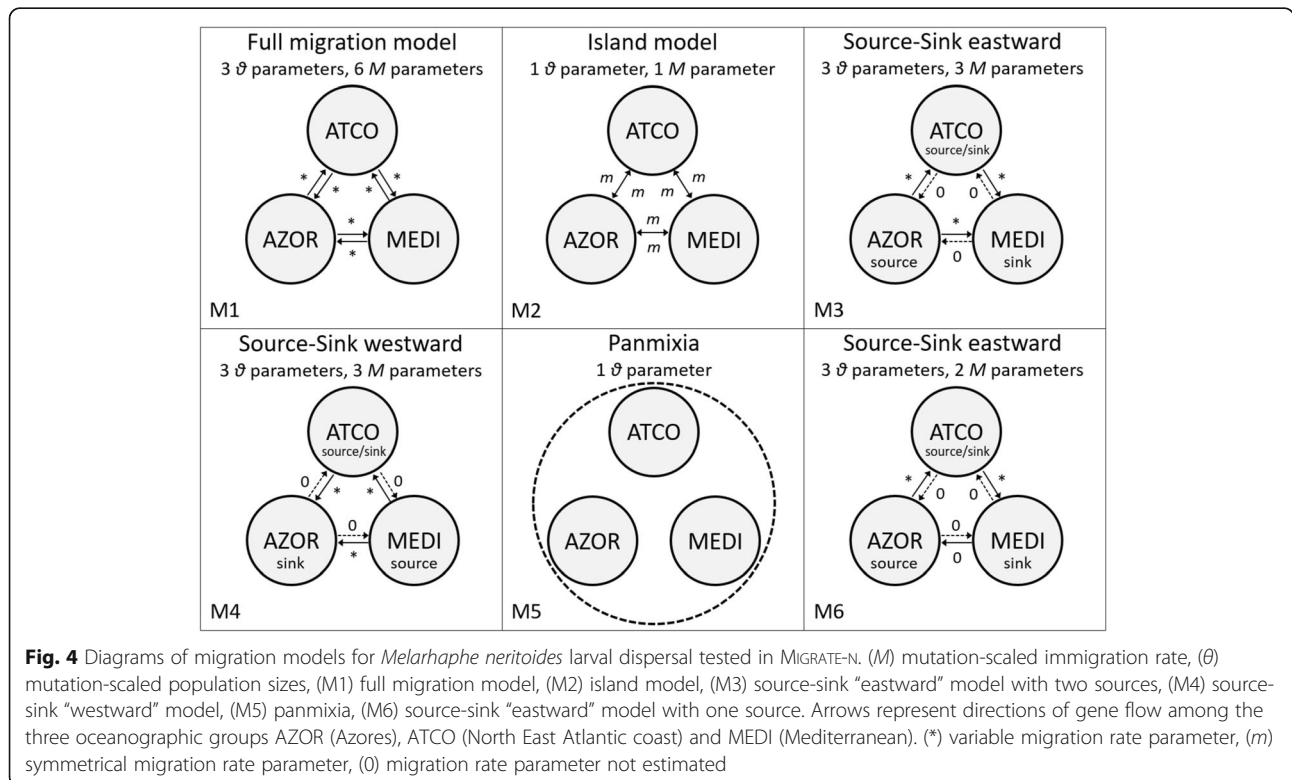 Full migration model
3 ϑ parameters, 6 M parameters
ATCO
*
*
*
*
AZOR
*
*
MEDI
M1
Island model
1 ϑ parameter, 1 M parameter
ATCO
m
m
m
m
AZOR
m
m
MEDI
M2
Source-Sink eastward
3 ϑ parameters, 3 M parameters
ATCO
source/sink
*
0
0
*
AZOR
source
*
0
MEDI
sink
M3
Source-Sink westward
3 ϑ parameters, 3 M parameters
ATCO
source/sink
0
*
*
0
AZOR
sink
0
*
MEDI
source
M4
Panmixia
1 ϑ parameter
ATCO
AZOR
MEDI
M5
Source-Sink eastward
3 ϑ parameters, 2 M parameters
ATCO
source/sink
*
0
0
*
AZOR
source
0
0
MEDI
sink
M6
Fig. 4 Diagrams of migration models for Melarhaphe neritoides larval dispersal tested in MIGRATE-N. (M) mutation-scaled immigration rate, (θ)
mutation-scaled population sizes, (M1) full migration model, (M2) island model, (M3) source-sink “eastward” model with two sources, (M4) source-
sink “westward” model, (M5) panmixia, (M6) source-sink “eastward” model with one source. Arrows represent directions of gene flow among the
three oceanographic groups AZOR (Azores), ATCO (North East Atlantic coast) and MEDI (Mediterranean). (*) variable migration rate parameter, (m)
symmetrical migration rate parameter, (0) migration rate parameter not estimated